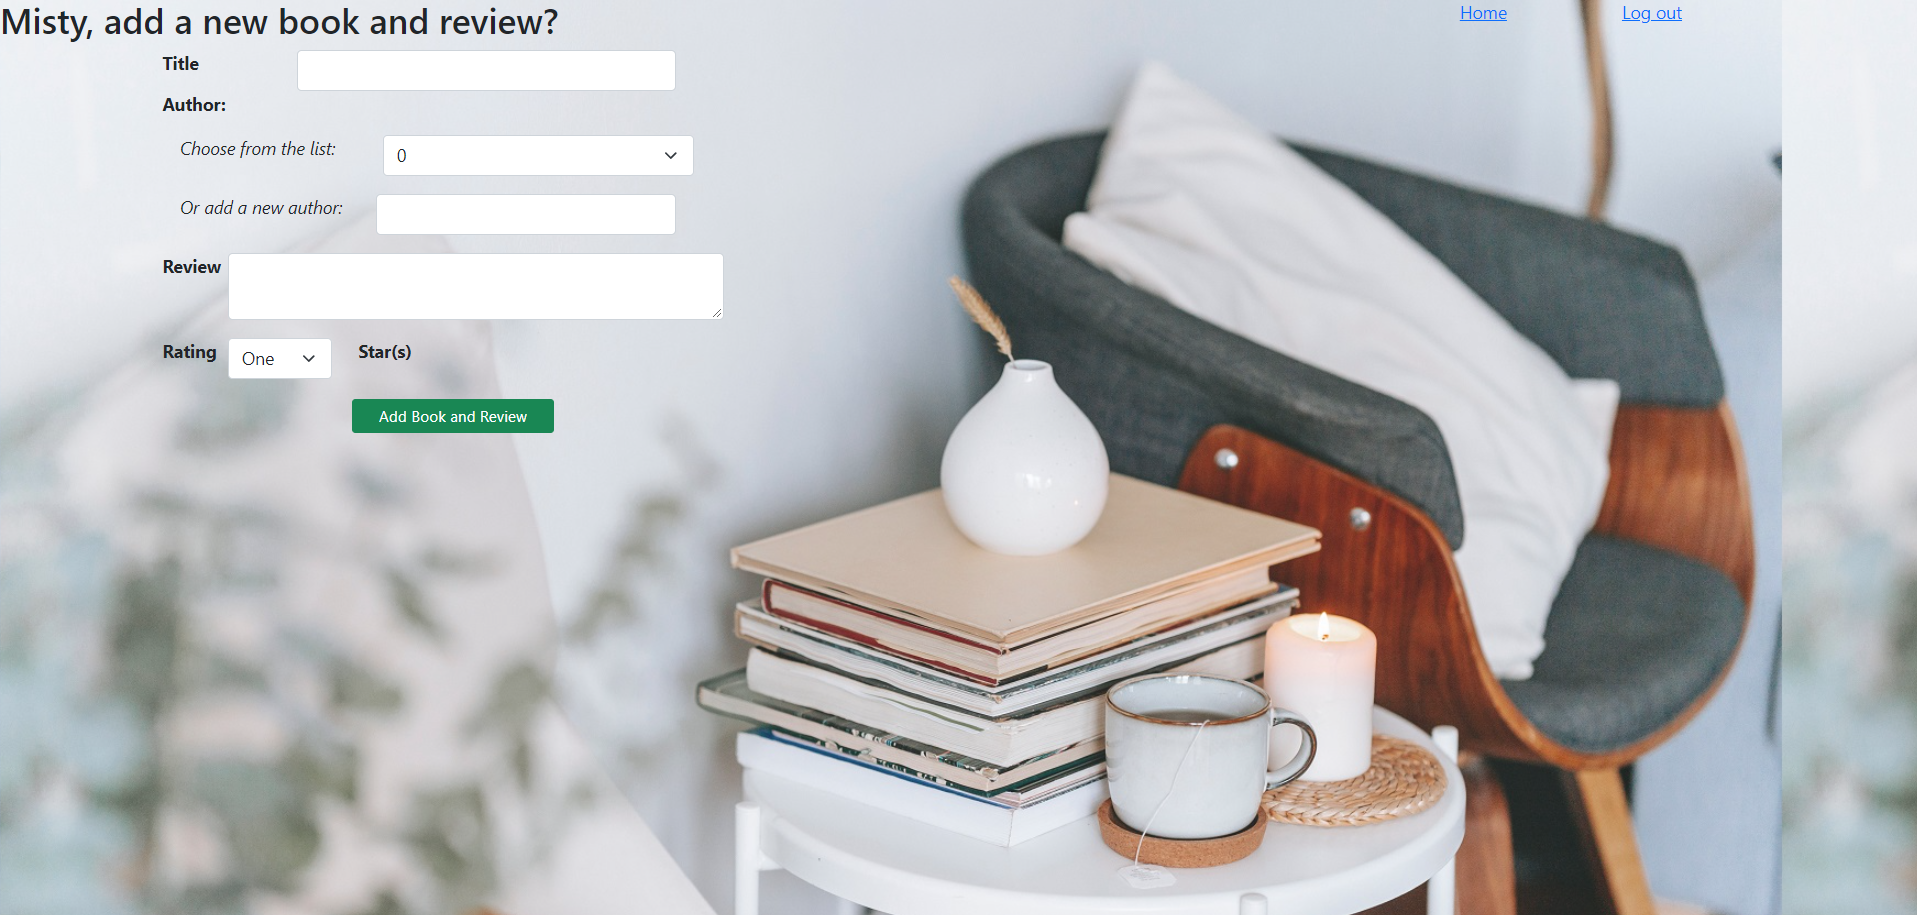 Misty, add a new book and review?
Home
Log out
Title
Author:
Choose from the list:
0
Or add a new author:
Review
Rating
One
Star(s)
Add Book and Review